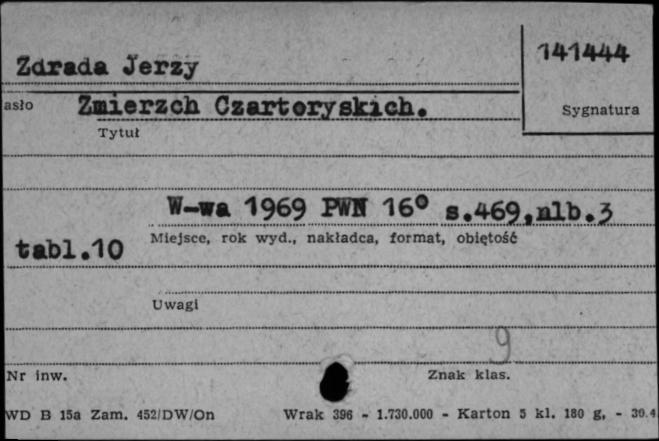 141444
Zdrada Jerzy
asło Zmierzch Czartoryskich. Sygnatura
Tytuł
W-wa 1969 PWN 16° s.469,nlb.3
tabl.10 Miejsce, rok wyd., nakładca, format, objętość
Uwagi
9
Nr inw. Znak klas.
WD B 15a Zam. 452/DW/On Wrak 396 - 1.730.000 - Karton 5 kl. 180 g, - 30.4